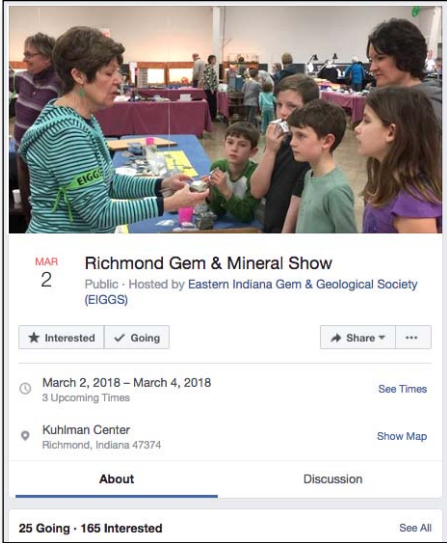 EIGGS
MAR
2
Richmond Gem & Mineral Show
Public · Hosted by Eastern Indiana Gem & Geological Society
(EIGGS)
★ Interested ✓ Going
Share ▾ ···
March 2, 2018 – March 4, 2018
3 Upcoming Times
See Times
Kuhlman Center
Richmond, Indiana 47374
Show Map
About
Discussion
25 Going · 165 Interested
See All